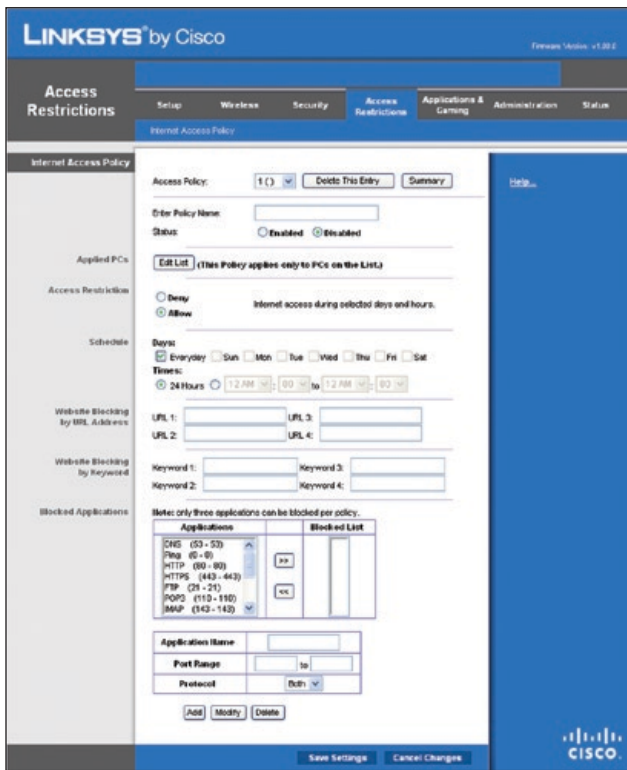 LINKSYS® by Cisco
Firmware Version: v1.00.0
Access Restrictions
Setup Wireless Security Access Restrictions Applications & Gaming Administration Status
Internet Access Policy
Internet Access Policy
Access Policy: 1 ( ) Delete This Entry Summary
Help...
Enter Policy Name:
Status: Enabled Disabled
Applied PCs
Edit List (This Policy applies only to PCs on the List.)
Access Restriction
Deny
Allow
Internet access during selected days and hours.
Schedule
Days:
Everyday Sun Mon Tue Wed Thu Fri Sat
Times:
24 Hours 12 AM : 00 to 12 AM : 00
Website Blocking by URL Address
URL 1: URL 3:
URL 2: URL 4:
Website Blocking by Keyword
Keyword 1: Keyword 3:
Keyword 2: Keyword 4:
Blocked Applications
Note: only three applications can be blocked per policy.
Applications Blocked List
DNS (53 - 53)
Ping (0 - 0)
HTTP (80 - 80)
HTTPS (443 - 443)
FTP (21 - 21)
POP3 (110 - 110)
IMAP (143 - 143)
>>
<<
Application Name
Port Range to
Protocol Both
Add Modify Delete
Save Settings Cancel Changes
CISCO.